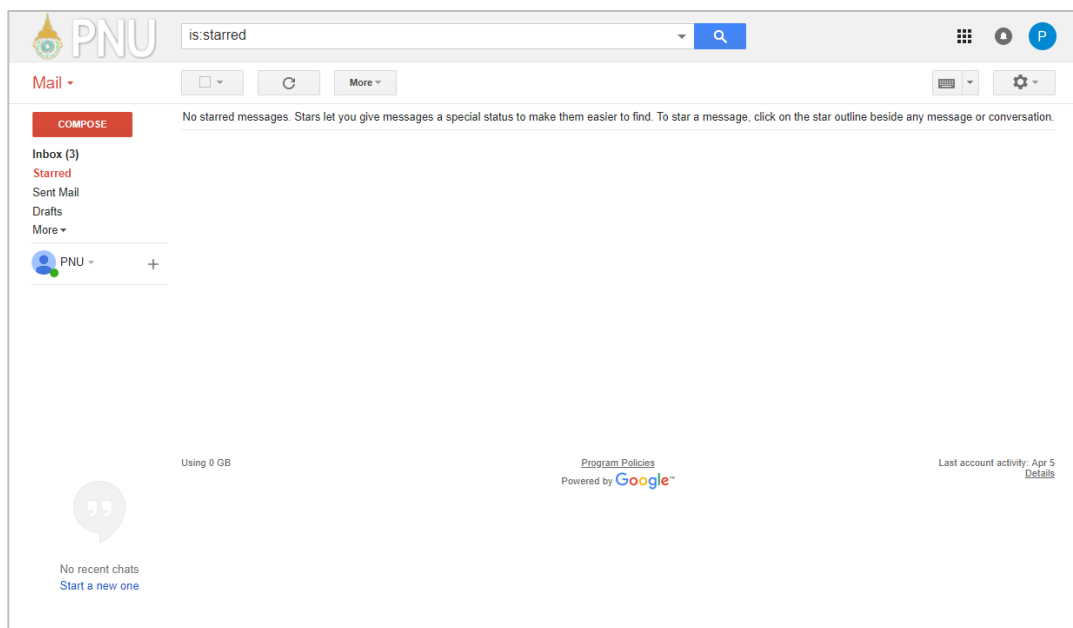 PNU
is:starred
P
Mail
More
COMPOSE
No starred messages. Stars let you give messages a special status to make them easier to find. To star a message, click on the star outline beside any message or conversation.
Inbox (3)
Starred
Sent Mail
Drafts
More
PNU
Using 0 GB
Program Policies
Powered by Google™
Last account activity: Apr 5
Details
No recent chats
Start a new one